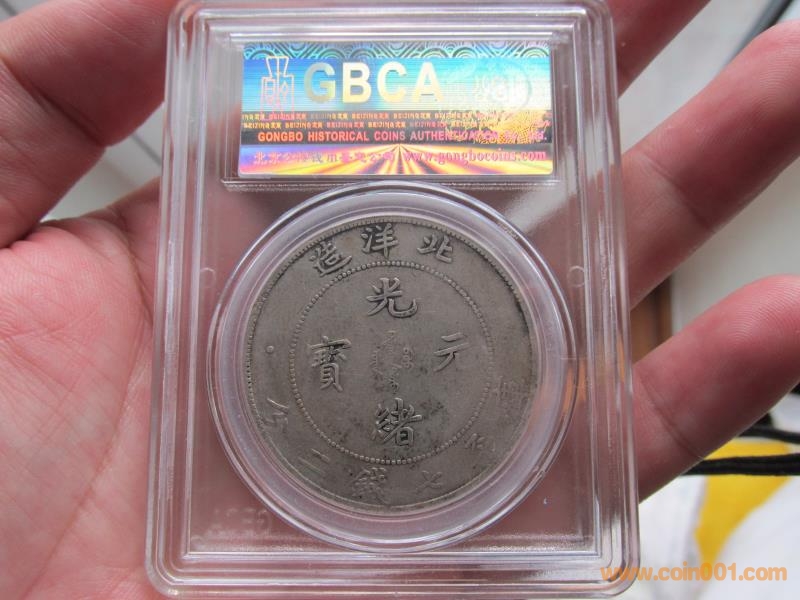 GBCA
GONGBO HISTORICAL COINS AUTHENTICATION
www.gongbocoins.com
北洋造
光緒元寶
七錢二分
www.coin001.com